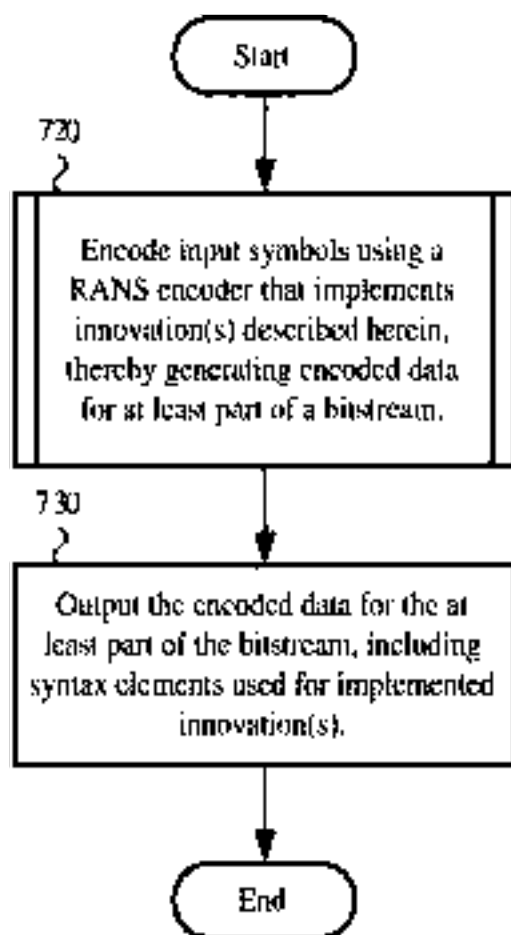 Start
720
Encode input symbols using a
RANS encoder that implements
innovation(s) described herein,
thereby generating encoded data
for at least part of a bitstream.
730
Output the encoded data for the at
least part of the bitstream, including
syntax elements used for implemented
innovation(s).
End